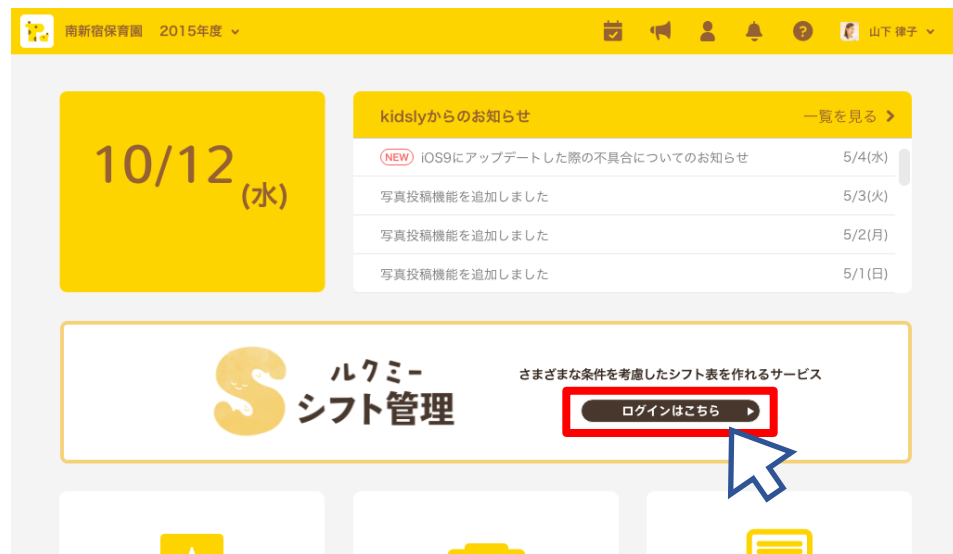 南新宿保育園 2015年度
山下 律子
10/12
(水)
kidslyからのお知らせ
一覧を見る
NEW iOS9にアップデートした際の不具合についてのお知らせ 5/4(水)
写真投稿機能を追加しました 5/3(火)
写真投稿機能を追加しました 5/2(月)
写真投稿機能を追加しました 5/1(日)
S ルクミー
シフト管理
さまざまな条件を考慮したシフト表を作れるサービス
ログインはこちら